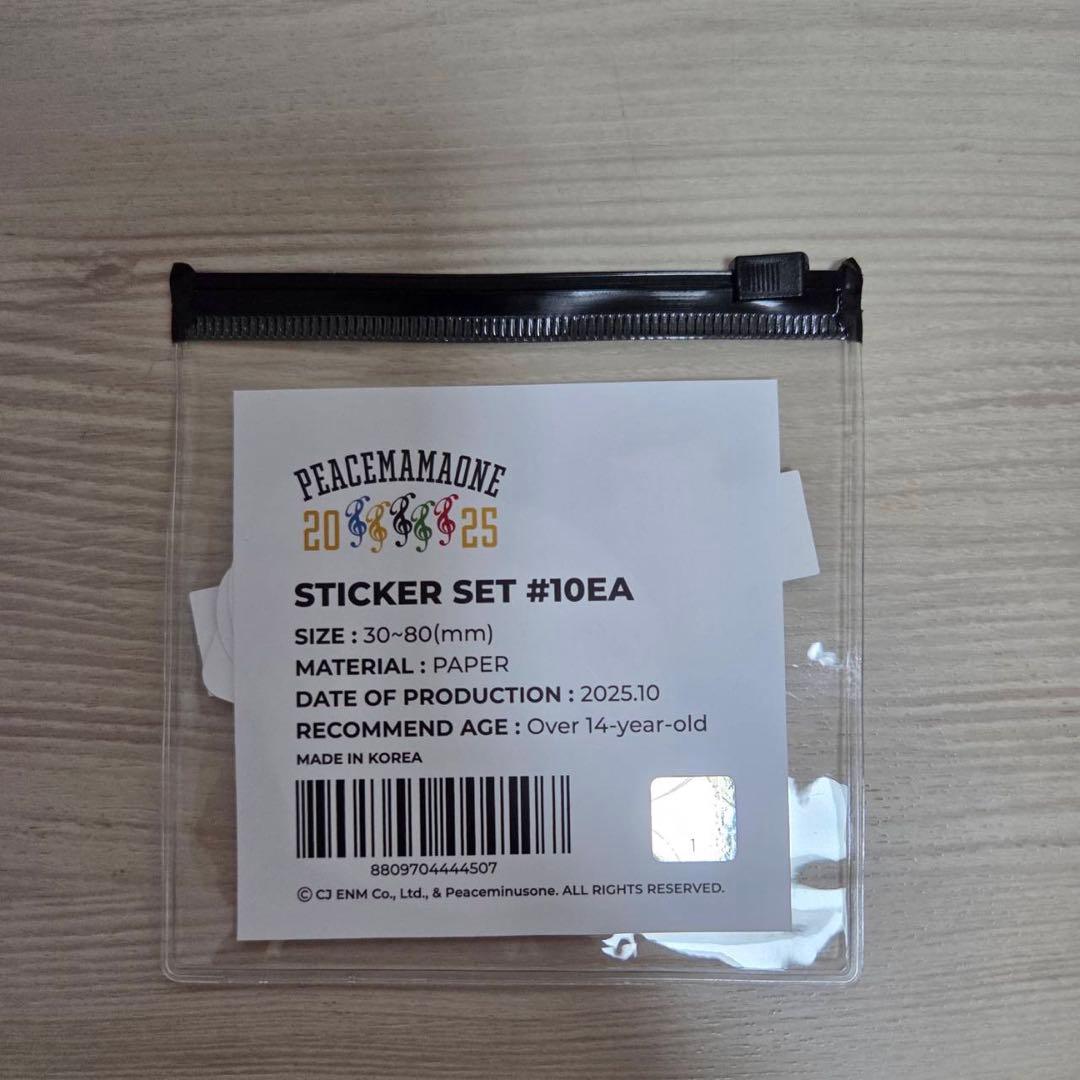 PEACEMAMAONE
20 25
STICKER SET #10EA
SIZE : 30~80(mm)
MATERIAL : PAPER
DATE OF PRODUCTION : 2025.10
RECOMMEND AGE : Over 14-year-old
MADE IN KOREA
1
8809704444507
© CJ ENM Co., Ltd., & Peaceminusone. ALL RIGHTS RESERVED.